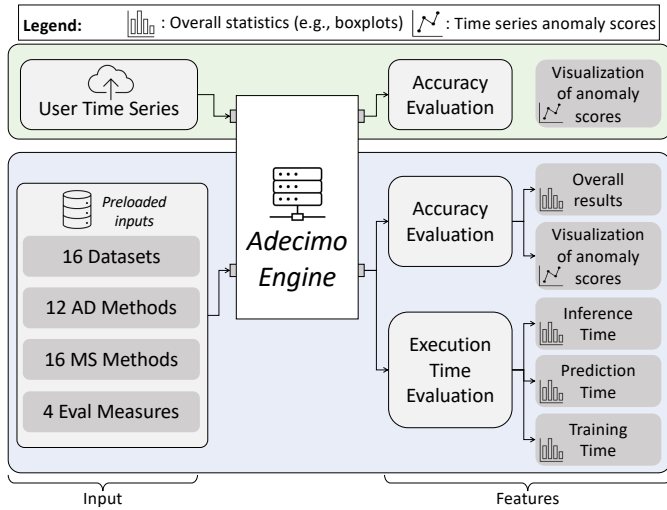 Legend: : Overall statistics (e.g., boxplots) : Time series anomaly scores
User Time Series
Accuracy
Evaluation
Visualization
of anomaly
scores
Adecimo
Engine
Preloaded
inputs
16 Datasets
12 AD Methods
16 MS Methods
4 Eval Measures
Accuracy
Evaluation
Overall
results
Visualization
of anomaly
scores
Execution
Time
Evaluation
Inference
Time
Prediction
Time
Training
Time
Input
Features